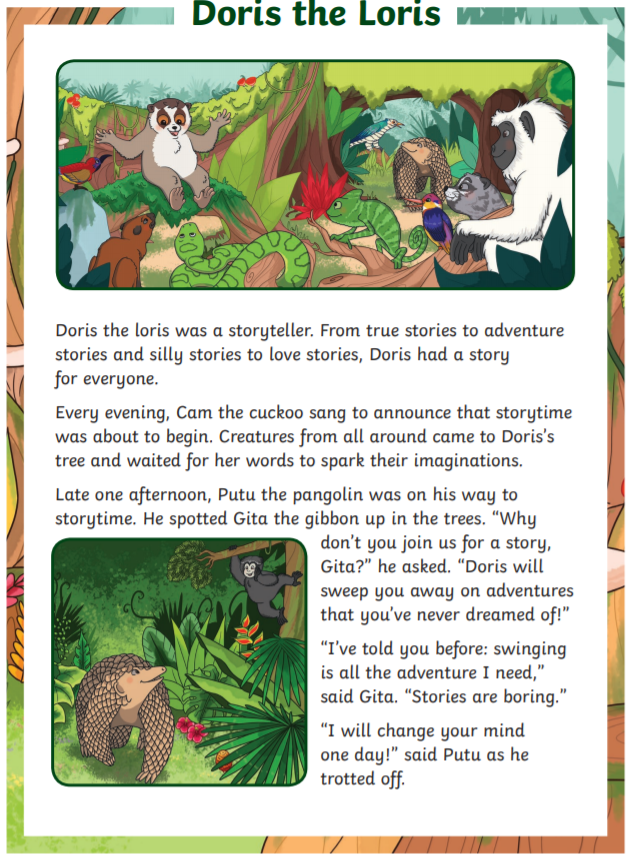 Doris the Loris
Doris the loris was a storyteller. From true stories to adventure
stories and silly stories to love stories, Doris had a story
for everyone.
Every evening, Cam the cuckoo sang to announce that storytime
was about to begin. Creatures from all around came to Doris's
tree and waited for her words to spark their imaginations.
Late one afternoon, Putu the pangolin was on his way to
storytime. He spotted Gita the gibbon up in the trees. “Why
don't you join us for a story,
Gita?” he asked. “Doris will
sweep you away on adventures
that you've never dreamed of!”
“I've told you before: swinging
is all the adventure I need,”
said Gita. “Stories are boring.”
“I will change your mind
one day!” said Putu as he
trotted off.